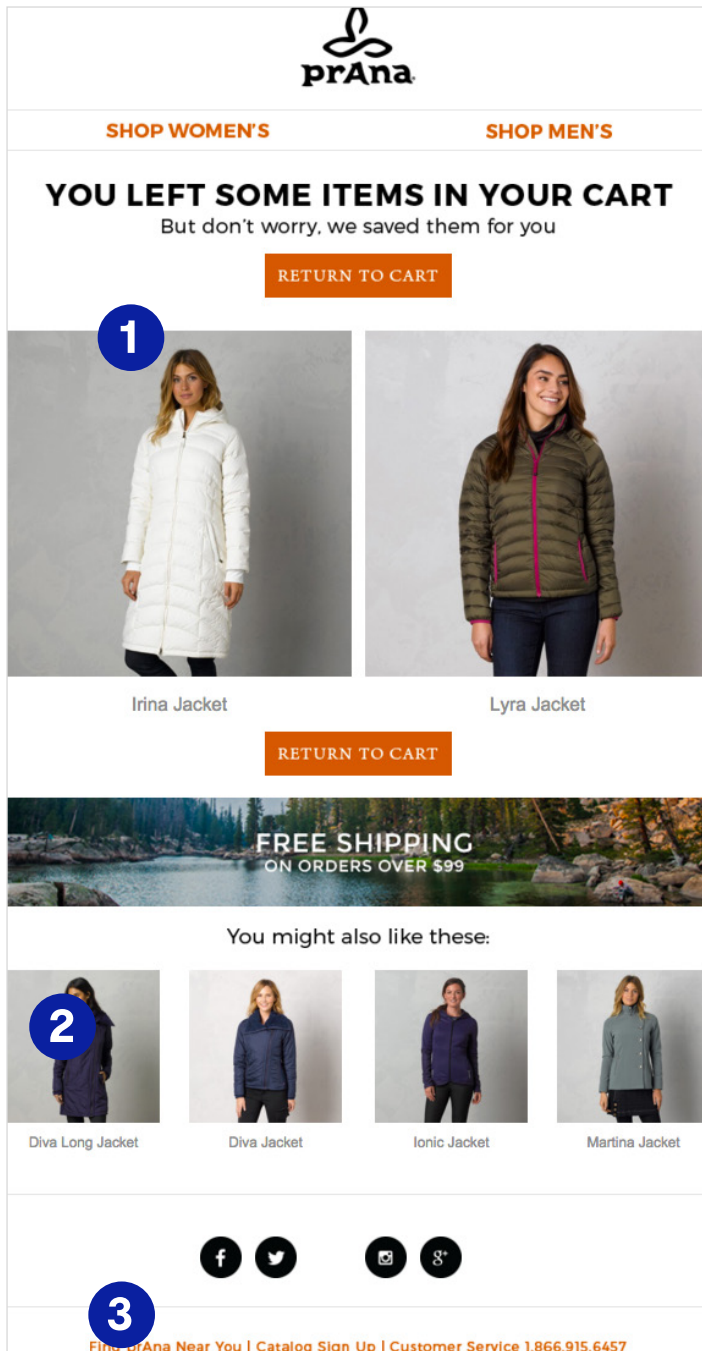 prAna
SHOP WOMEN'S SHOP MEN'S
YOU LEFT SOME ITEMS IN YOUR CART
But don't worry, we saved them for you
RETURN TO CART
1
Irina Jacket Lyra Jacket
RETURN TO CART
FREE SHIPPING
ON ORDERS OVER $99
You might also like these:
2
Diva Long Jacket Diva Jacket Ionic Jacket Martina Jacket
f g+
3
Find prAna Near You | Catalog Sign Up | Customer Service 1.866.915.6457